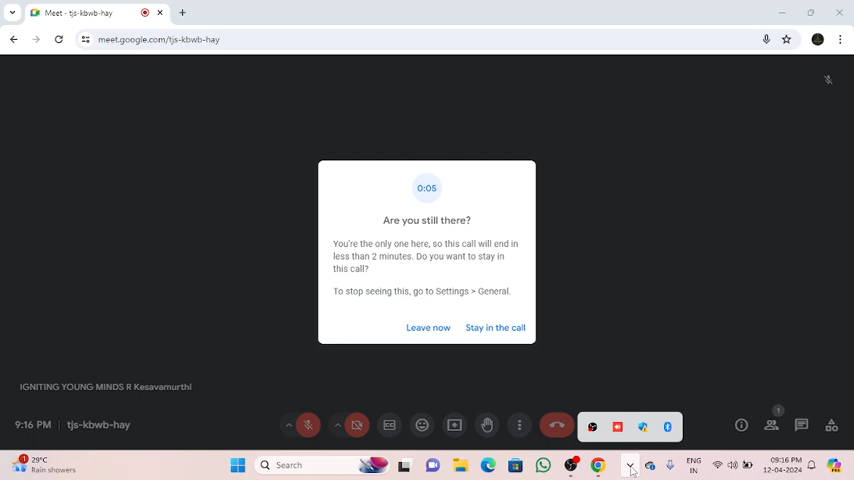 Meet - tjs-kbwb-hay
meet.google.com/tjs-kbwb-hay
0:05
Are you still there?
You're the only one here, so this call will end in
less than 2 minutes. Do you want to stay in
this call?
To stop seeing this, go to Settings > General.
Leave now
Stay in the call
IGNITING YOUNG MINDS R Kesavamurthi
9:16 PM | tjs-kbwb-hay
1
1
29°C
Rain showers
Search
ENG
IN
09:16 PM
12-04-2024